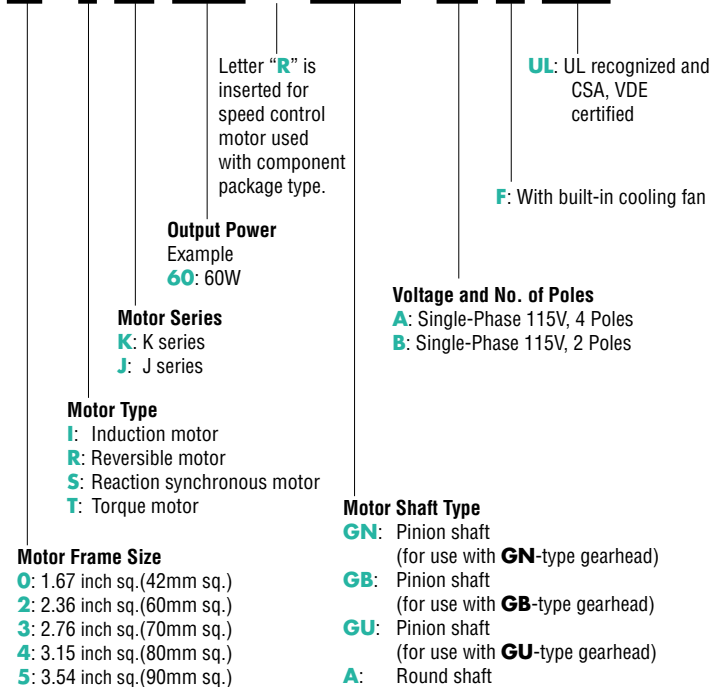 Letter “R” is
inserted for
speed control
motor used
with component
package type.
UL: UL recognized and
CSA, VDE
certified
F: With built-in cooling fan
Output Power
Example
60: 60W
Voltage and No. of Poles
A: Single-Phase 115V, 4 Poles
B: Single-Phase 115V, 2 Poles
Motor Series
K: K series
J: J series
Motor Type
I: Induction motor
R: Reversible motor
S: Reaction synchronous motor
T: Torque motor
Motor Shaft Type
GN: Pinion shaft
(for use with GN-type gearhead)
GB: Pinion shaft
(for use with GB-type gearhead)
GU: Pinion shaft
(for use with GU-type gearhead)
A: Round shaft
Motor Frame Size
0: 1.67 inch sq.(42mm sq.)
2: 2.36 inch sq.(60mm sq.)
3: 2.76 inch sq.(70mm sq.)
4: 3.15 inch sq.(80mm sq.)
5: 3.54 inch sq.(90mm sq.)